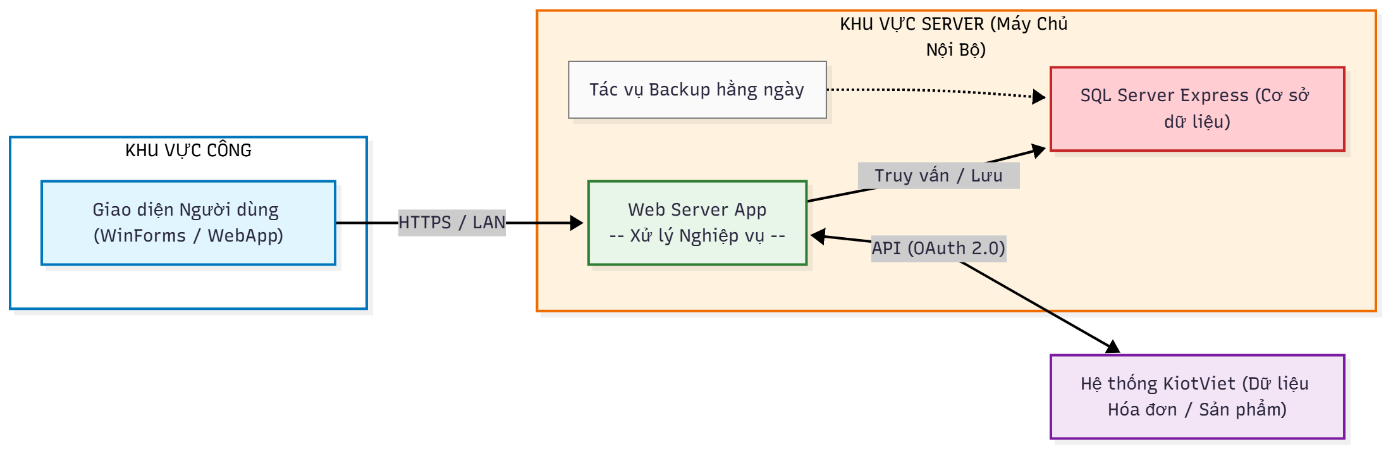 KHU VỰC SERVER (Máy Chủ
Nội Bộ)
Tác vụ Backup hằng ngày
SQL Server Express (Cơ sở
dữ liệu)
KHU VỰC CÔNG
Giao diện Người dùng
(WinForms / WebApp)
HTTPS / LAN
Web Server App
-- Xử lý Nghiệp vụ --
Truy vấn / Lưu
API (OAuth 2.0)
Hệ thống KiotViet (Dữ liệu
Hóa đơn / Sản phẩm)